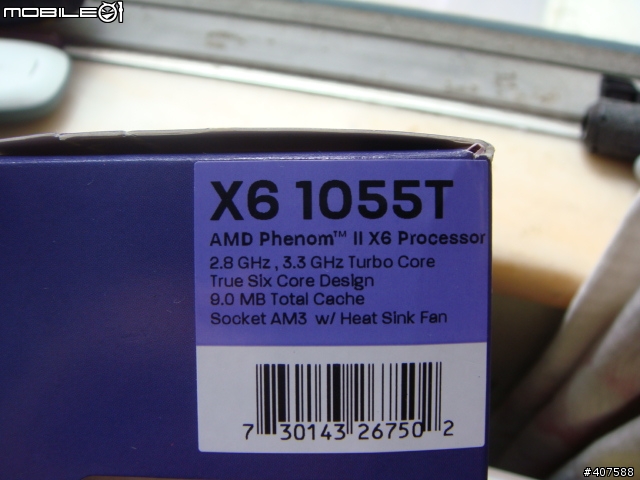 MOBILE01
X6 1055T
AMD Phenom™ II X6 Processor
2.8 GHz , 3.3 GHz Turbo Core
True Six Core Design
9.0 MB Total Cache
Socket AM3 w/ Heat Sink Fan
7 30143 26750 2
#407588